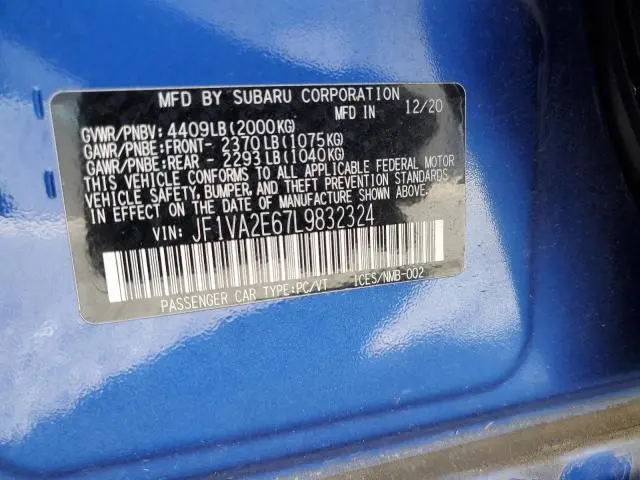 MFD BY SUBARU CORPORATION
MFD IN 12/20
GVWR/PNBV: 4409LB(2000KG)
GAWR/PNBE:FRONT- 2370LB(1075KG)
GAWR/PNBE:REAR - 2293LB(1040KG)
THIS VEHICLE CONFORMS TO ALL APPLICABLE FEDERAL MOTOR
VEHICLE SAFETY, BUMPER, AND THEFT PREVENTION STANDARDS
IN EFFECT ON THE DATE OF MANUFACTURE SHOWN ABOVE.
VIN: JF1VA2E67L9832324
PASSENGER CAR TYPE:PC/VT ICES/NMB-002